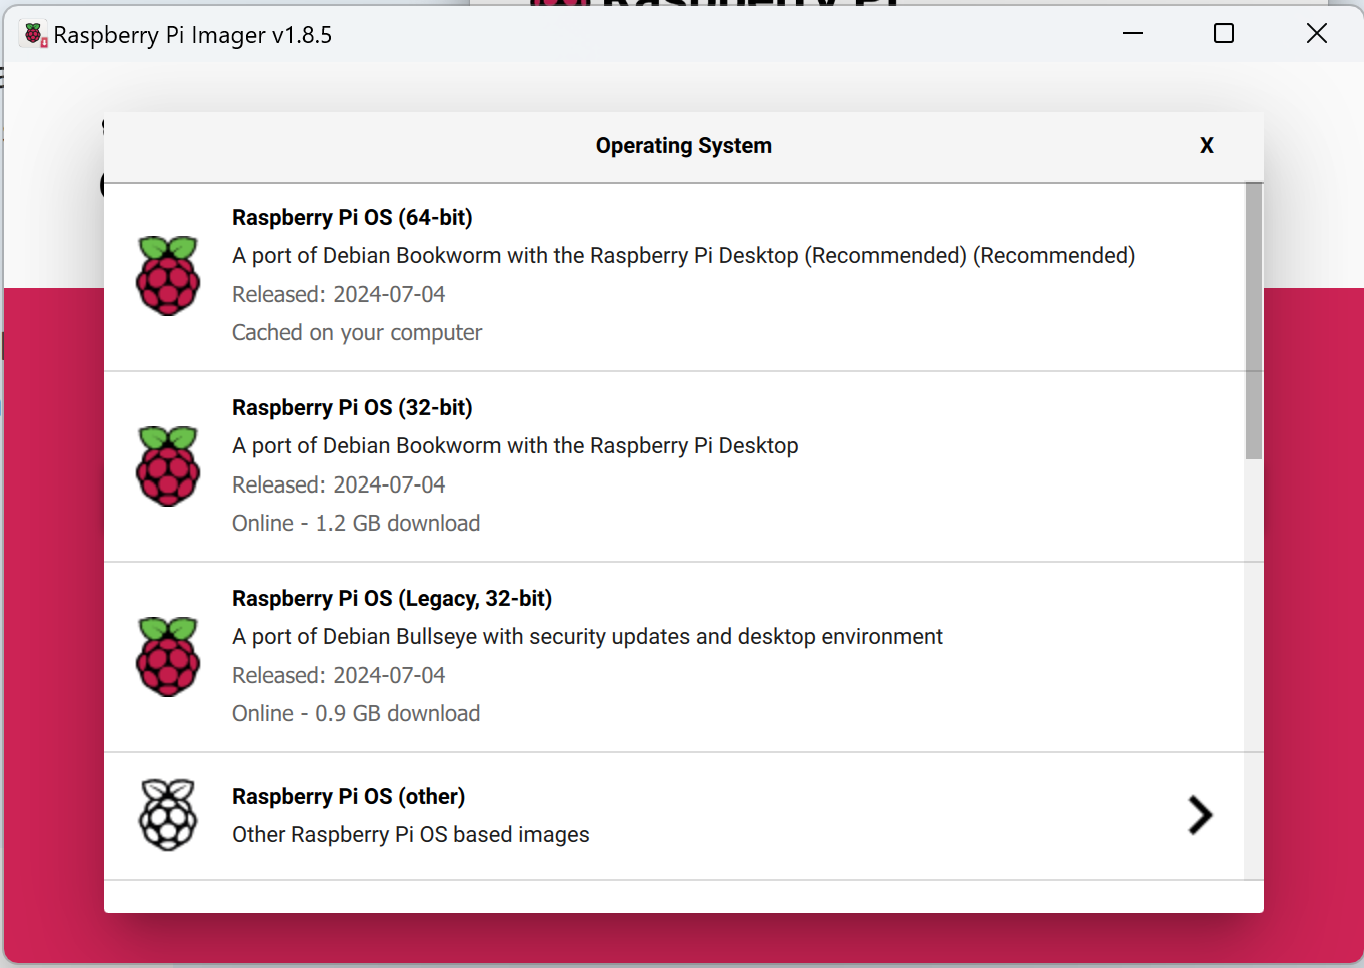 Raspberry Pi
Raspberry Pi Imager v1.8.5
Operating System
X
Raspberry Pi OS (64-bit)
A port of Debian Bookworm with the Raspberry Pi Desktop (Recommended) (Recommended)
Released: 2024-07-04
Cached on your computer
Raspberry Pi OS (32-bit)
A port of Debian Bookworm with the Raspberry Pi Desktop
Released: 2024-07-04
Online - 1.2 GB download
Raspberry Pi OS (Legacy, 32-bit)
A port of Debian Bullseye with security updates and desktop environment
Released: 2024-07-04
Online - 0.9 GB download
Raspberry Pi OS (other)
Other Raspberry Pi OS based images